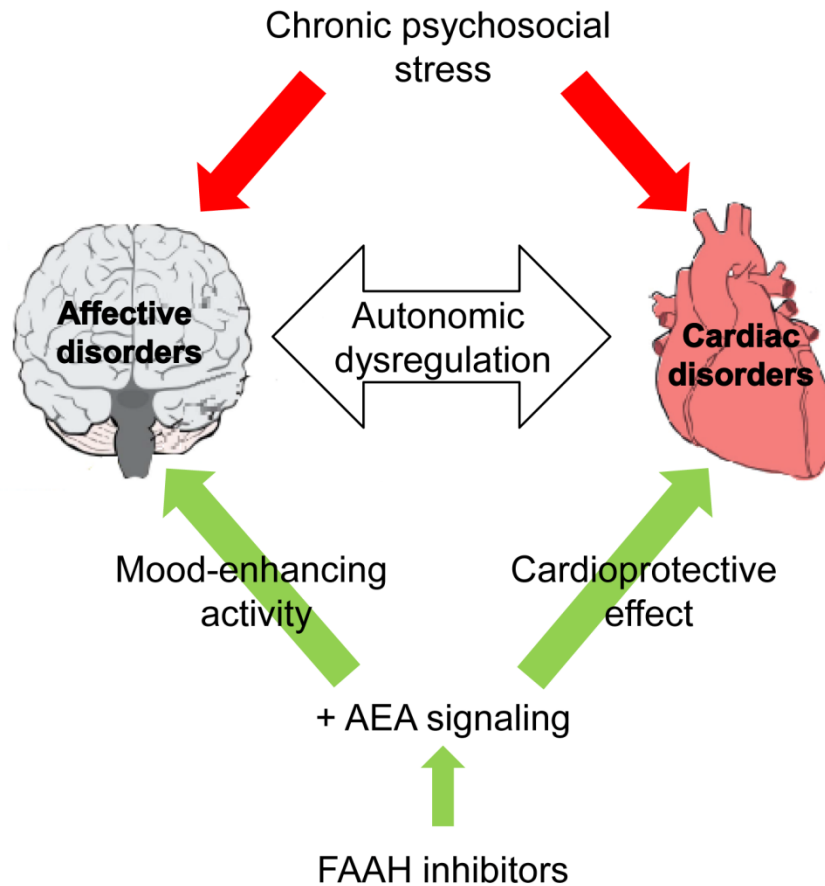 Chronic psychosocial
stress
Affective
disorders
Autonomic
dysregulation
Cardiac
disorders
Mood-enhancing
activity
Cardioprotective
effect
+ AEA signaling
FAAH inhibitors